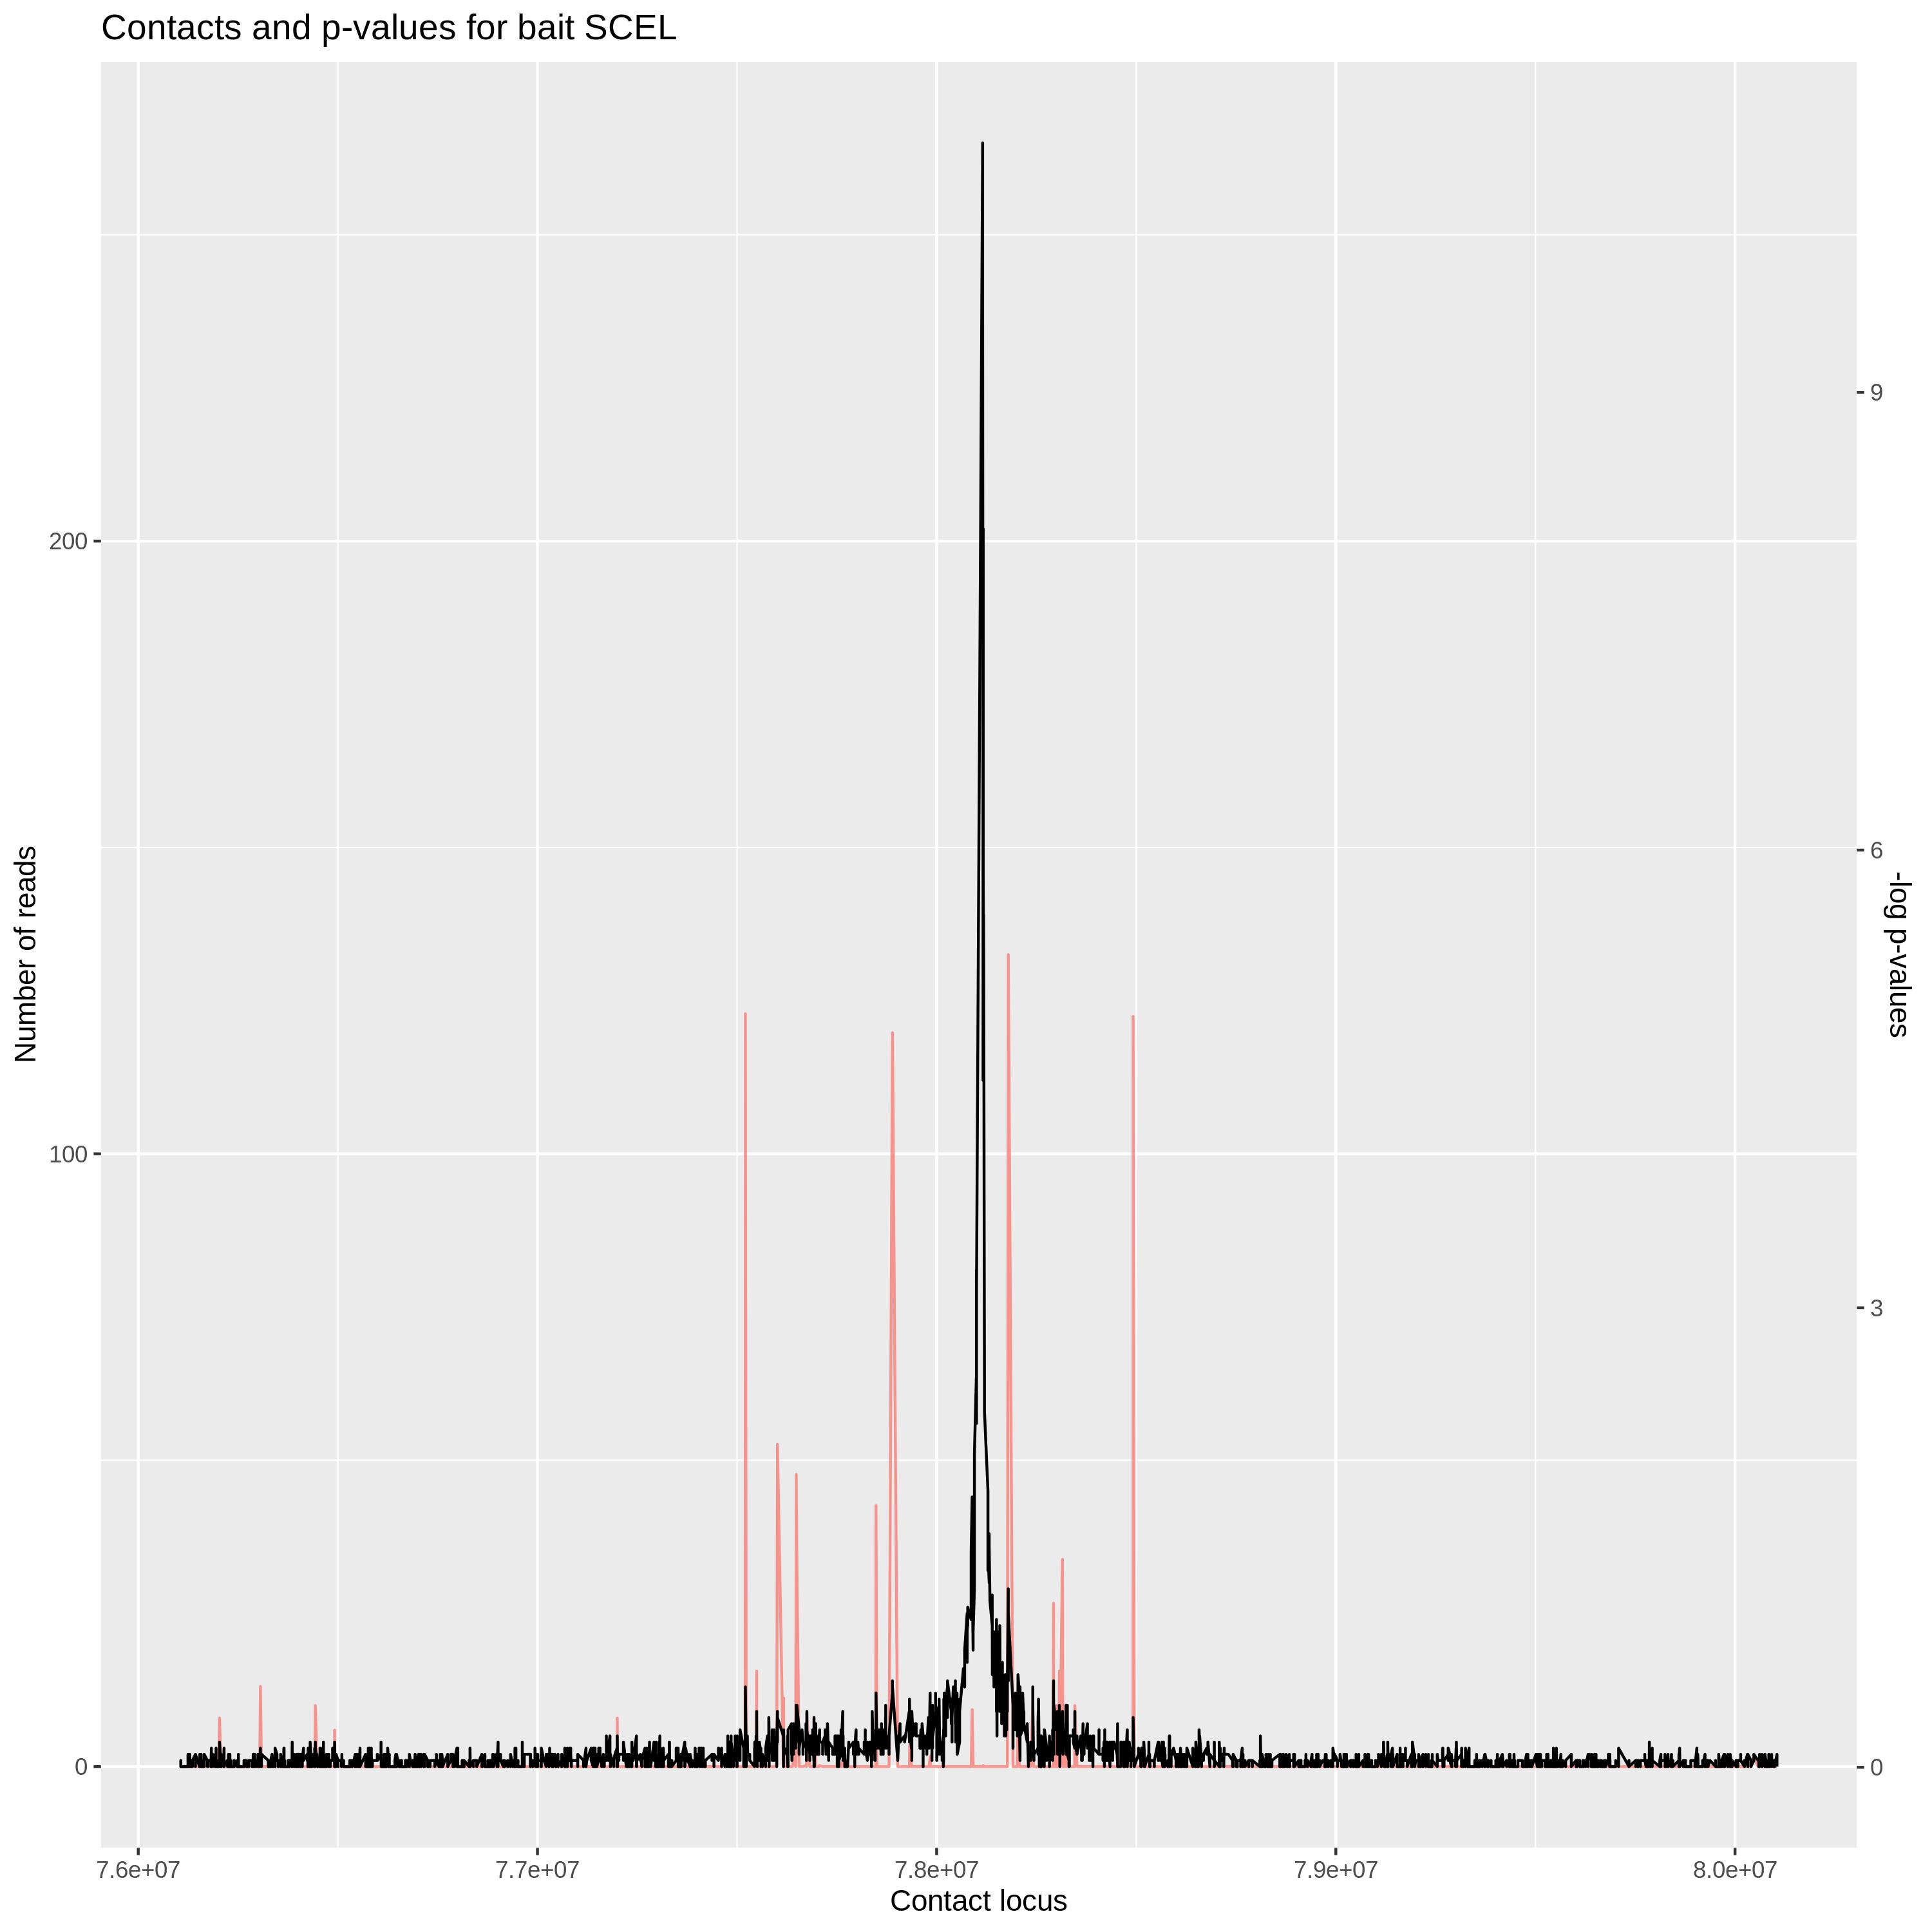 Contacts and p-values for bait SCEL
Number of reads
200
100
0
9
6
3
0
-log p-values
7.6e+07
7.7e+07
7.8e+07
7.9e+07
8.0e+07
Contact locus